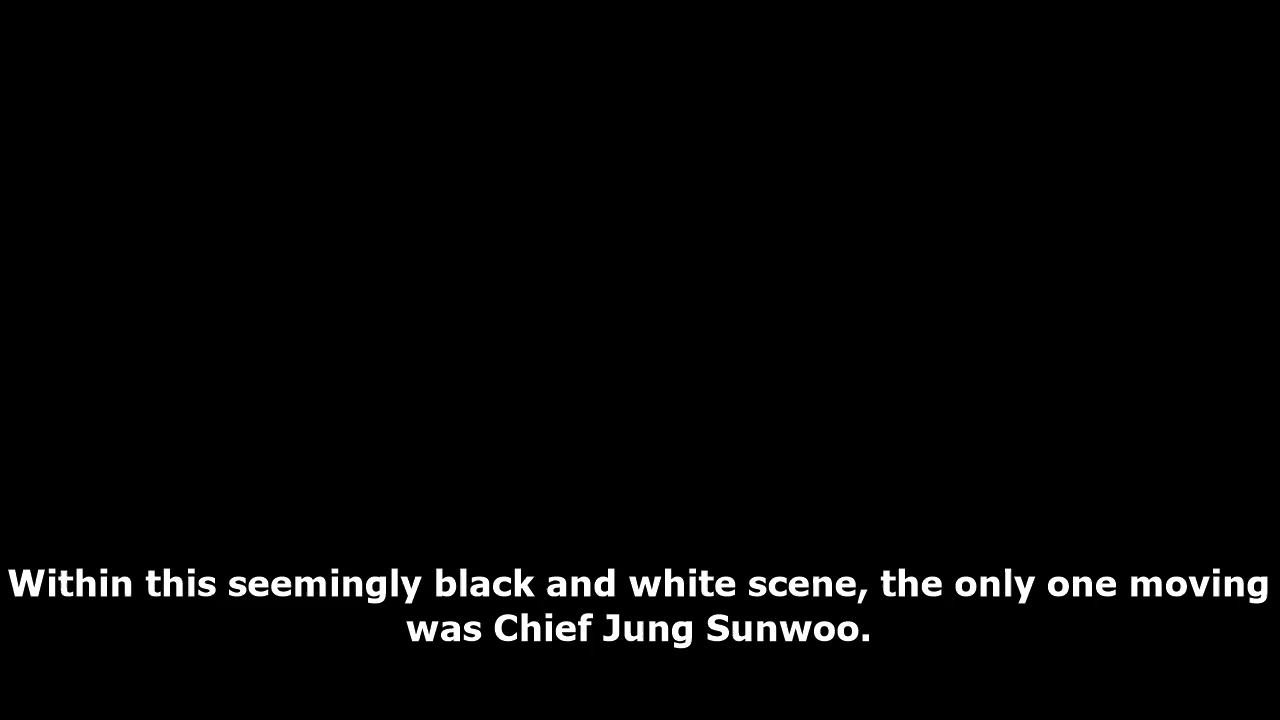 Within this seemingly black and white scene, the only one moving
was Chief Jung Sunwoo.